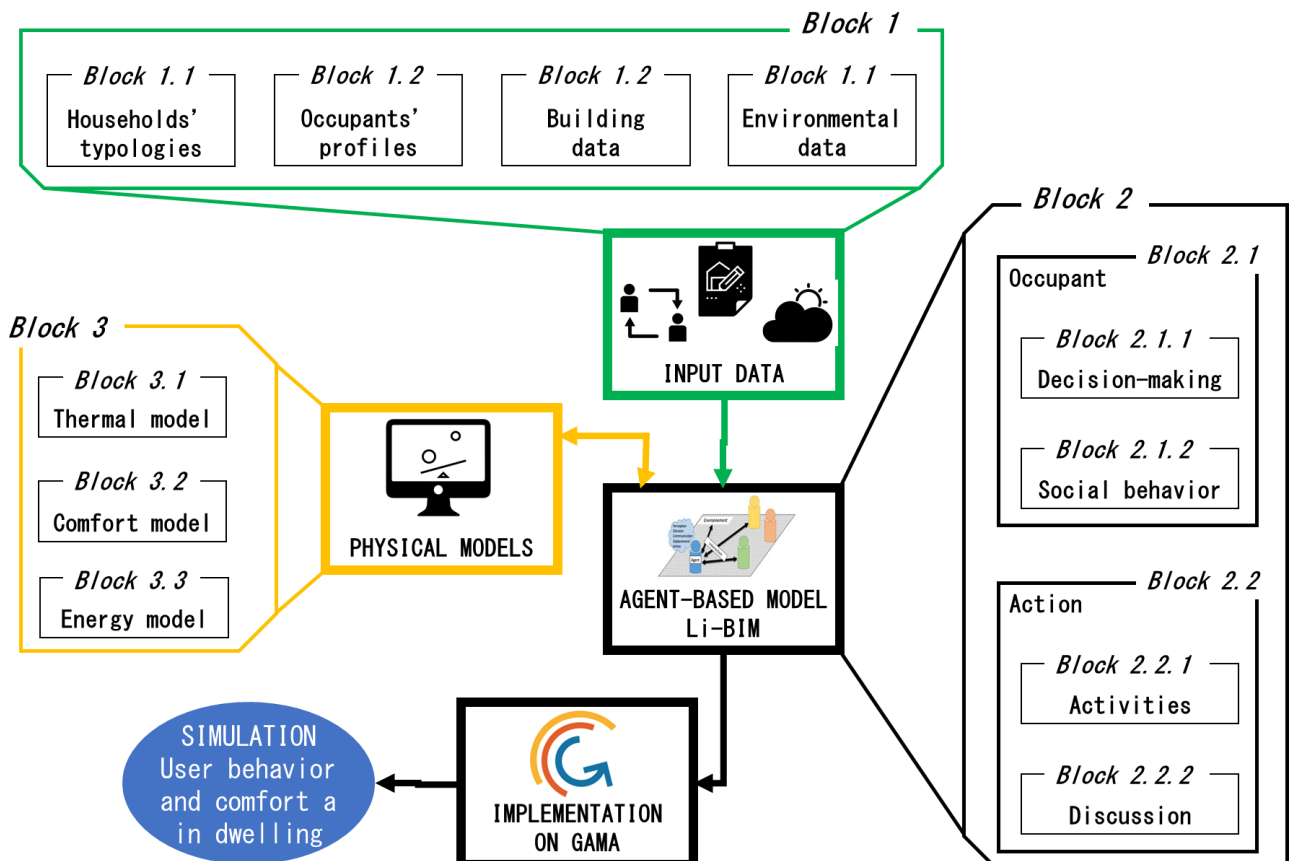 Block 1
Block 1.1
Households’
typologies
Block 1.2
Occupants’
profiles
Block 1.2
Building
data
Block 1.1
Environmental
data
INPUT DATA
Block 2
Block 2.1
Occupant
Block 2.1.1
Decision-making
Block 2.1.2
Social behavior
Block 2.2
Action
Block 2.2.1
Activities
Block 2.2.2
Discussion
Block 3
Block 3.1
Thermal model
Block 3.2
Comfort model
Block 3.3
Energy model
PHYSICAL MODELS
Environnement
Agent
AGENT-BASED MODEL
Li-BIM
IMPLEMENTATION
ON GAMA
SIMULATION
User behavior
and comfort a
in dwelling